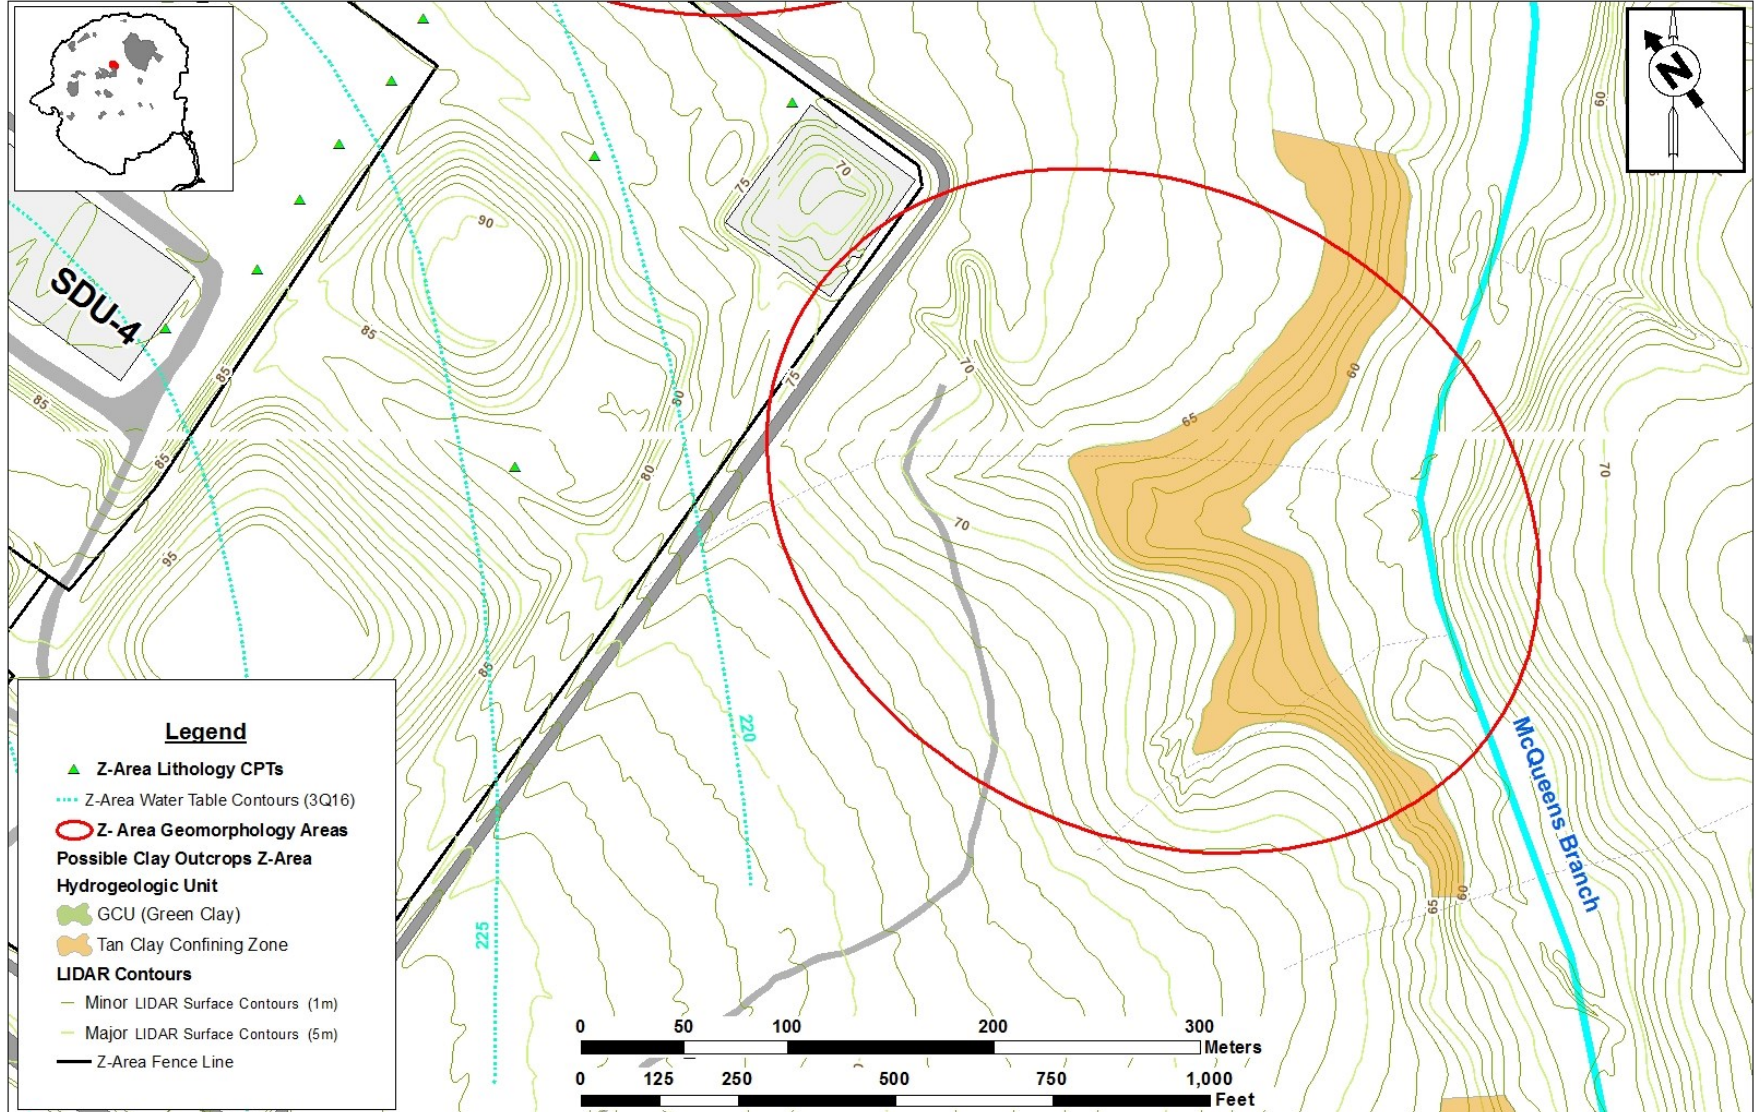 N
60
90
75
70
SDU-4
85
85
85
80
75
70
60
65
85
80
70
70
95
85
220
225
McQueens Branch
65
60
Legend
Z-Area Lithology CPTs
Z-Area Water Table Contours (3Q16)
Z- Area Geomorphology Areas
Possible Clay Outcrops Z-Area
Hydrogeologic Unit
GCU (Green Clay)
Tan Clay Confining Zone
LIDAR Contours
Minor LIDAR Surface Contours (1m)
Major LIDAR Surface Contours (5m)
Z-Area Fence Line
0 50 100 200 300
Meters
0 125 250 500 750 1,000
Feet